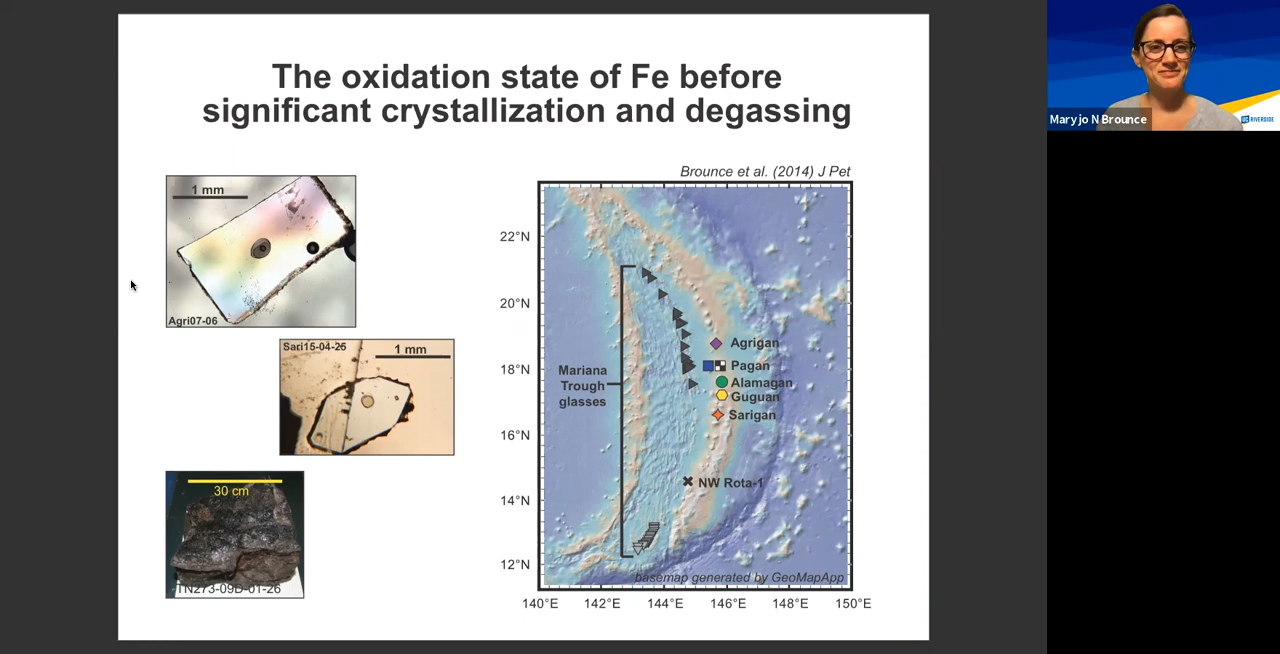 The oxidation state of Fe before
significant crystallization and degassing
Brounce et al. (2014) J Pet
1 mm
Agri07-06
Sari15-04-25
1 mm
30 cm
TN273-09D-01-26
22°N
20°N
18°N
16°N
14°N
12°N
Mariana
Trough
glasses
Agrigan
Pagan
Alamagan
Guguan
Sarigan
NW Rota-1
basemap generated by GeoMapApp
140°E 142°E 144°E 146°E 148°E 150°E
Maryjo N Brounce
UC RIVERSIDE